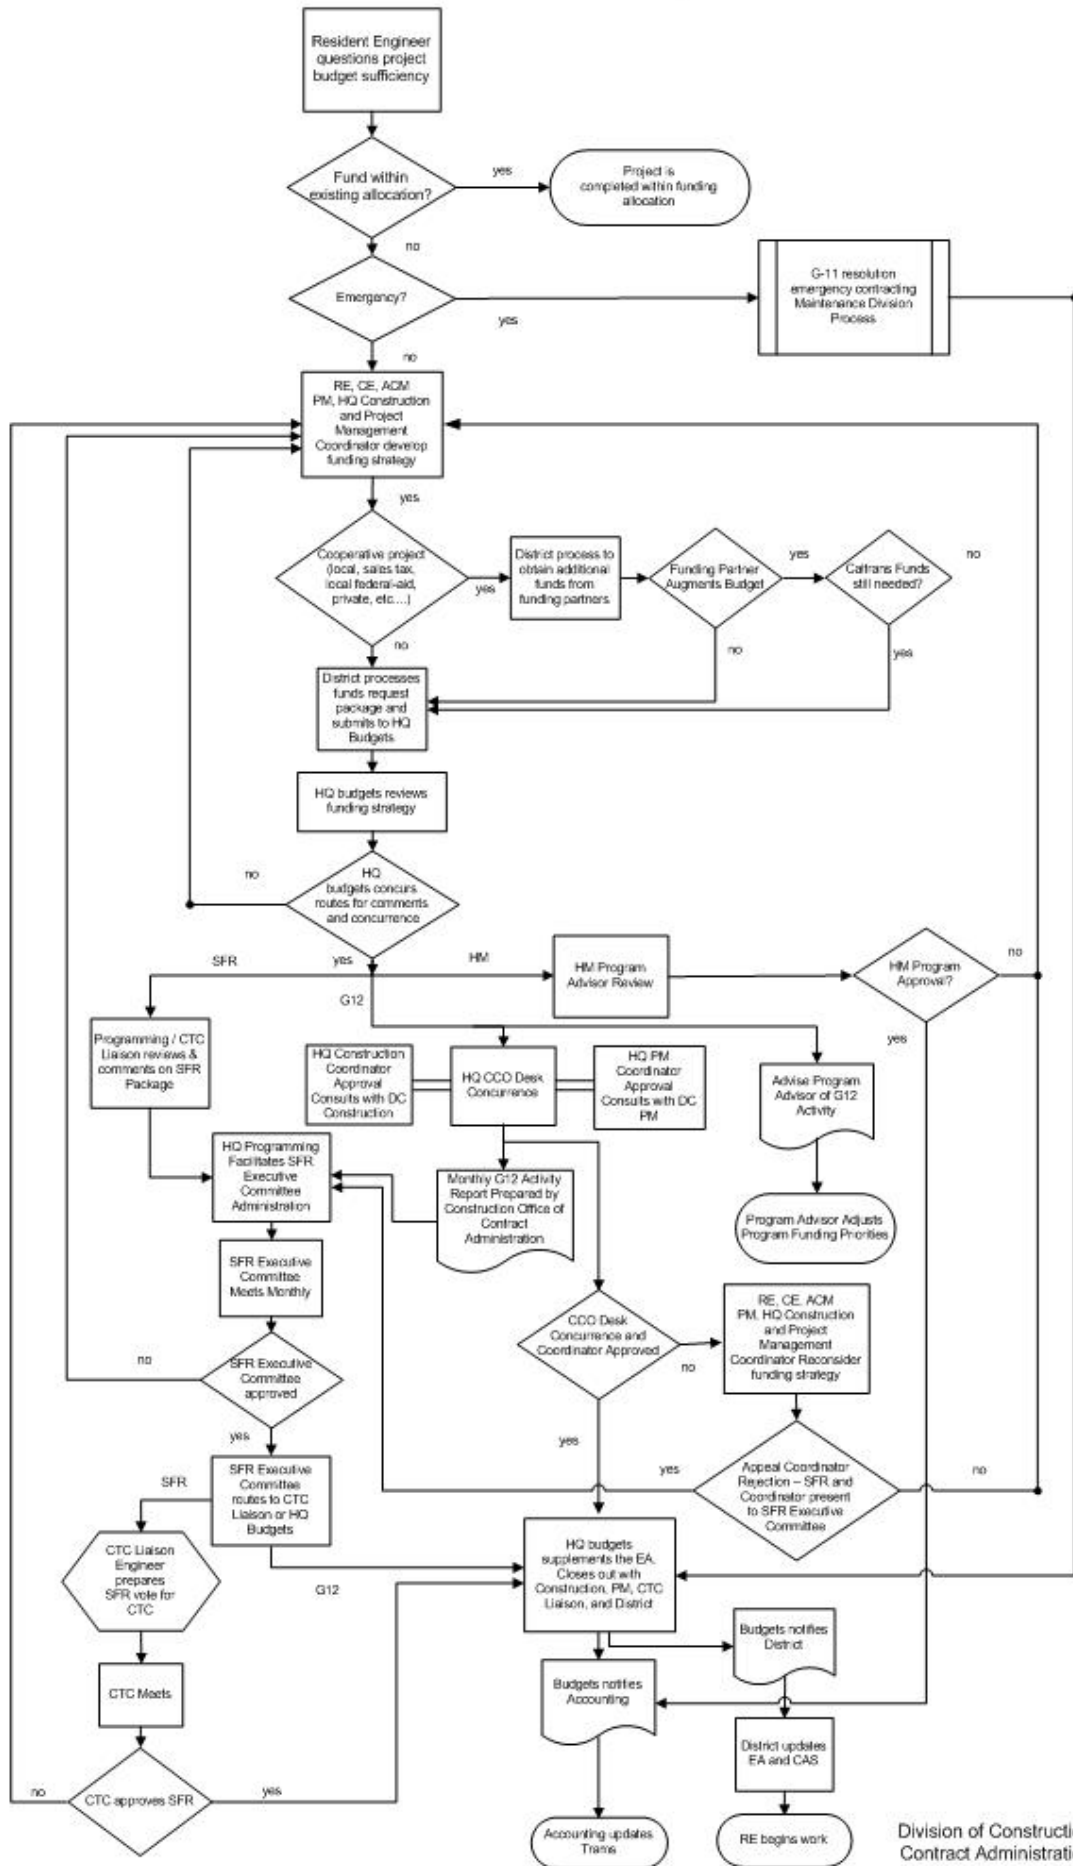 Resident Engineer
questions project
budget sufficiency
Fund within
existing allocation?
yes
Project is
completed within funding
allocation
no
Emergency?
yes
G-11 resolution
emergency contracting
Maintenance Division
Process
no
RE, CE, ACM
PM, HQ Construction
and Project
Management
Coordinator develop
funding strategy
yes
Cooperative project
(local, sales tax,
local federal-aid,
private, etc....)
yes
District process to
obtain additional
funds from
funding partners
Funding Partner
Augments Budget
yes
Caltrans Funds
still needed?
no
no
no
yes
District processes
funds request
package and
submits to HQ
Budgets
HQ budgets reviews
funding strategy
HQ
budgets concurs
routes for comments
and concurrence
no
yes
SFR
HM
G12
HM Program
Advisor Review
HM Program
Approval?
no
yes
Programming / CTC
Liaison reviews &
comments on SFR
Package
HQ Construction
Coordinator
Approval
Consults with DC
Construction
HQ CCO Desk
Concurrence
HQ PM
Coordinator
Approval
Consults with DC
PM
Advise Program
Advisor of G12
Activity
HQ Programming
Facilitates SFR
Executive
Committee
Administration
Monthly G12 Activity
Report Prepared by
Construction Office of
Contract
Administration
Program Advisor Adjusts
Program Funding Priorities
SFR Executive
Committee
Meets Monthly
CCO Desk
Concurrence and
Coordinator Approved
no
RE, CE, ACM
PM, HQ Construction
and Project
Management
Coordinator Reconsider
funding strategy
no
SFR Executive
Committee
approved
yes
yes
SFR
SFR Executive
Committee
routes to CTC
Liaison or HQ
Budgets
yes
Appeal Coordinator
Rejection – SFR and
Coordinator present
to SFR Executive
Committee
no
CTC Liaison
Engineer
prepares
SFR vote for
CTC
G12
HQ budgets
supplements the EA.
Closes out with
Construction, PM, CTC
Liaison, and District
Budgets notifies
District
CTC Meets
Budgets notifies
Accounting
District updates
EA and CAS
no
CTC approves SFR
yes
Accounting updates
Trams
RE begins work
Division of Constructi
Contract Administrati